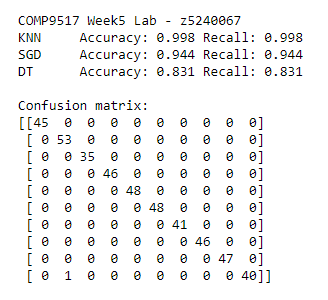 COMP9517 Week5 Lab - z5240067
KNN     Accuracy: 0.998 Recall: 0.998
SGD     Accuracy: 0.944 Recall: 0.944
DT      Accuracy: 0.831 Recall: 0.831

Confusion matrix:
[[45  0  0  0  0  0  0  0  0  0]
 [ 0 53  0  0  0  0  0  0  0  0]
 [ 0  0 35  0  0  0  0  0  0  0]
 [ 0  0  0 46  0  0  0  0  0  0]
 [ 0  0  0  0 48  0  0  0  0  0]
 [ 0  0  0  0  0 48  0  0  0  0]
 [ 0  0  0  0  0  0 41  0  0  0]
 [ 0  0  0  0  0  0  0 46  0  0]
 [ 0  0  0  0  0  0  0  0 47  0]
 [ 0  1  0  0  0  0  0  0  0 40]]